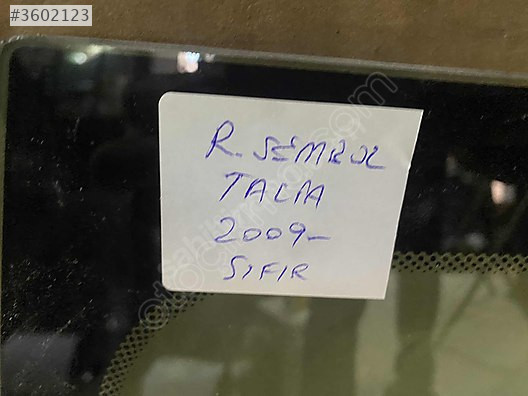 #3602123
R. SEMBOL
TALIA
2009-
SIFIR